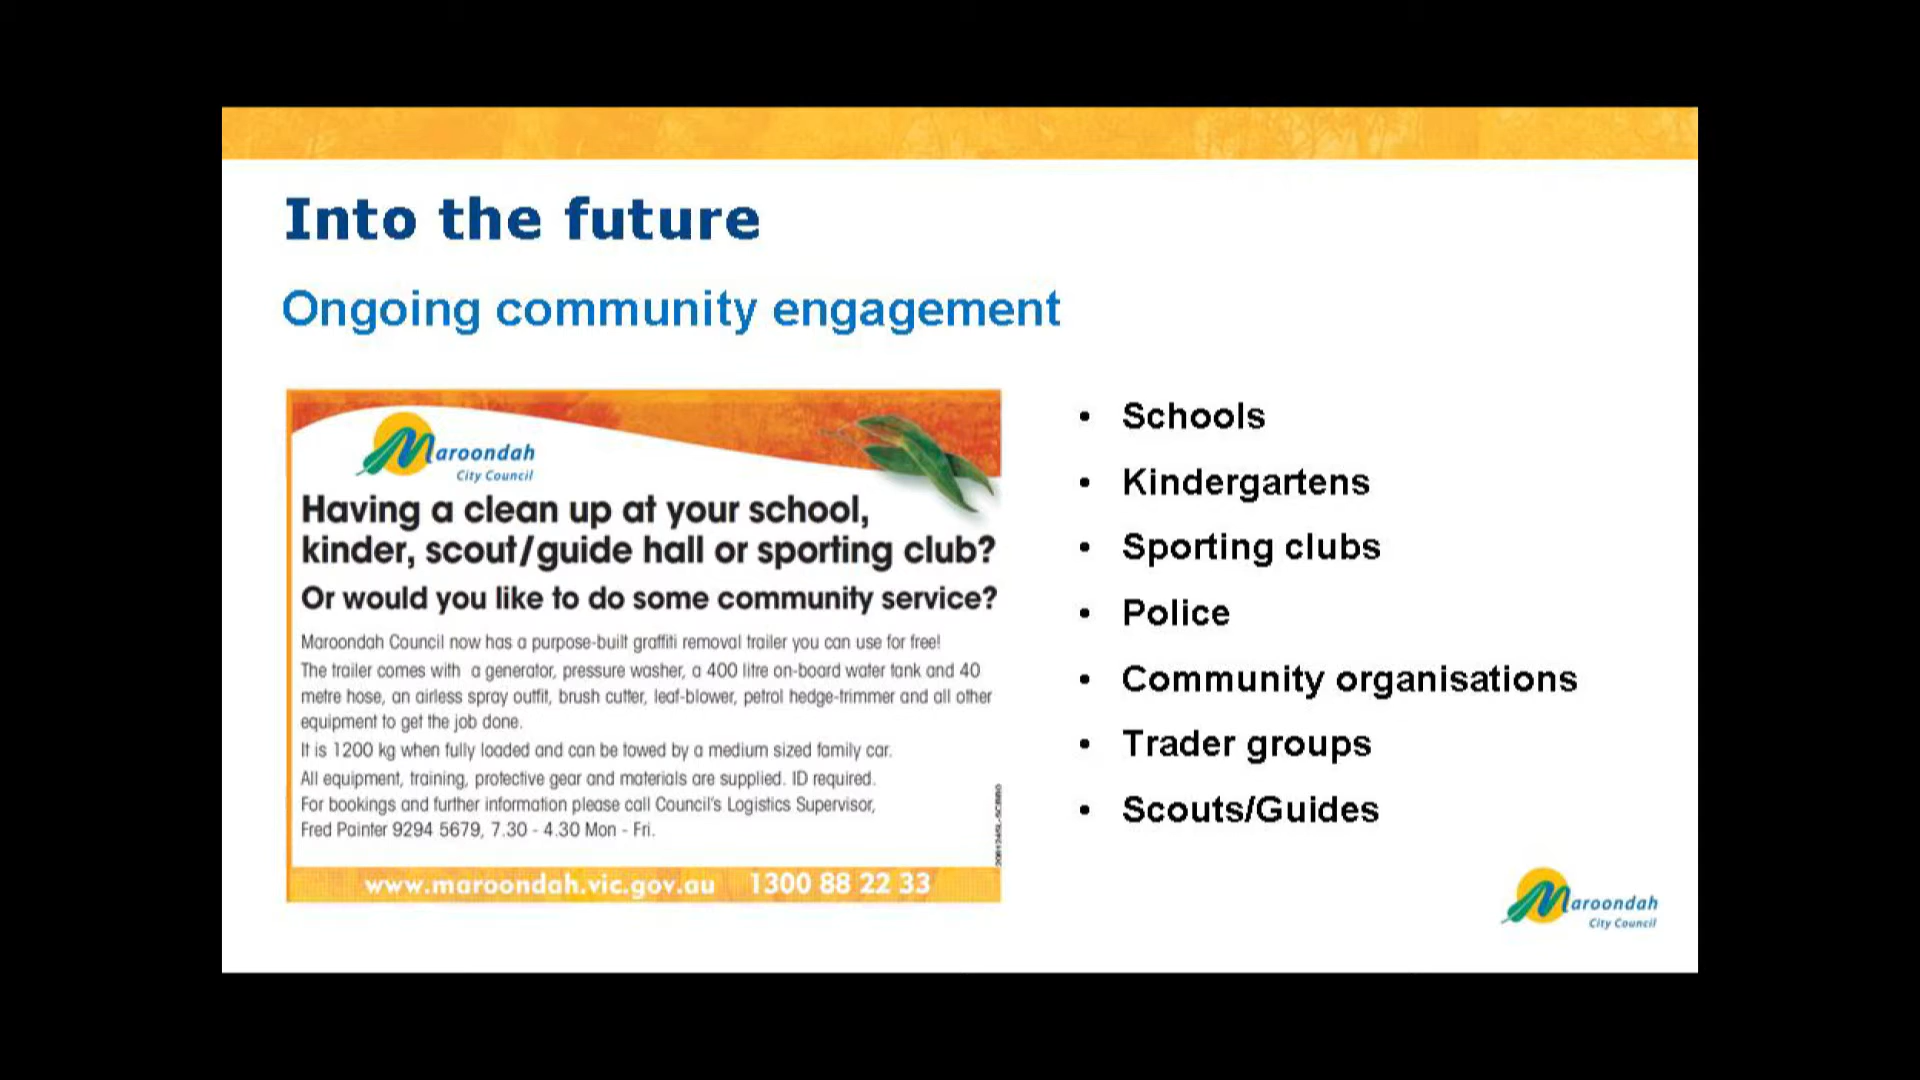 Into the future
Ongoing community engagement
Maroondah
City Council
Having a clean up at your school,
kinder, scout/guide hall or sporting club?
Or would you like to do some community service?
Maroondah Council now has a purpose-built graffiti removal trailer you can use for free!
The trailer comes with a generator, pressure washer, a 400 litre on-board water tank and 40
metre hose, an airless spray outfit, brush cutter, leaf-blower, petrol hedge-trimmer and all other
equipment to get the job done.
It is 1200 kg when fully loaded and can be towed by a medium sized family car.
All equipment, training, protective gear and materials are supplied. ID required.
For bookings and further information please call Council's Logistics Supervisor,
Fred Painter 9294 5679, 7.30 - 4.30 Mon - Fri.
www.maroondah.vic.gov.au 1300 88 22 33
• Schools
• Kindergartens
• Sporting clubs
• Police
• Community organisations
• Trader groups
• Scouts/Guides
Maroondah
City Council